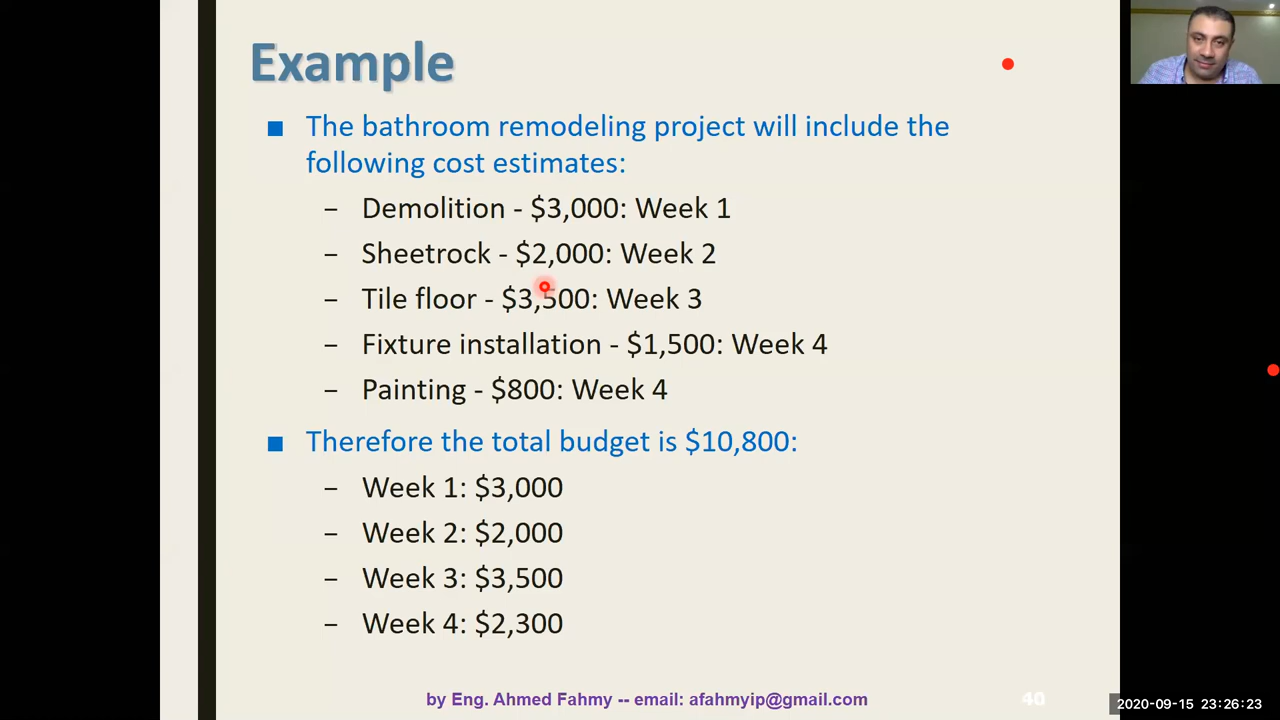 Example
■ The bathroom remodeling project will include the
following cost estimates:
– Demolition - $3,000: Week 1
– Sheetrock - $2,000: Week 2
– Tile floor - $3,500: Week 3
– Fixture installation - $1,500: Week 4
– Painting - $800: Week 4
■ Therefore the total budget is $10,800:
– Week 1: $3,000
– Week 2: $2,000
– Week 3: $3,500
– Week 4: $2,300
by Eng. Ahmed Fahmy -- email: afahmyip@gmail.com
40
2020-09-15 23:26:23